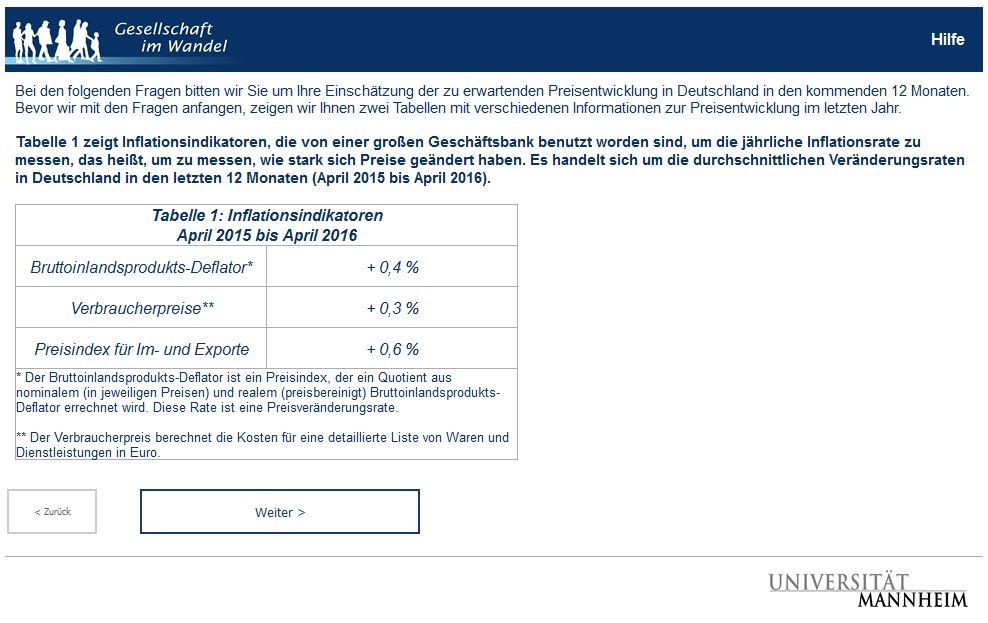 Gesellschaft
im Wandel
Hilfe
Bei den folgenden Fragen bitten wir Sie um Ihre Einschätzung der zu erwartenden Preisentwicklung in Deutschland in den kommenden 12 Monaten.
Bevor wir mit den Fragen anfangen, zeigen wir Ihnen zwei Tabellen mit verschiedenen Informationen zur Preisentwicklung im letzten Jahr.
Tabelle 1 zeigt Inflationsindikatoren, die von einer großen Geschäftsbank benutzt worden sind, um die jährliche Inflationsrate zu
messen, das heißt, um zu messen, wie stark sich Preise geändert haben. Es handelt sich um die durchschnittlichen Veränderungsraten
in Deutschland in den letzten 12 Monaten (April 2015 bis April 2016).
Tabelle 1: Inflationsindikatoren
April 2015 bis April 2016
Bruttoinlandsprodukts-Deflator* + 0,4 %
Verbraucherpreise** + 0,3 %
Preisindex für Im- und Exporte + 0,6 %
* Der Bruttoinlandsprodukts-Deflator ist ein Preisindex, der ein Quotient aus
nominalem (in jeweiligen Preisen) und realem (preisbereinigt) Bruttoinlandsprodukts-
Deflator errechnet wird. Diese Rate ist eine Preisveränderungsrate.
** Der Verbraucherpreis berechnet die Kosten für eine detaillierte Liste von Waren und
Dienstleistungen in Euro.
< Zurück
Weiter >
UNIVERSITÄT
MANNHEIM